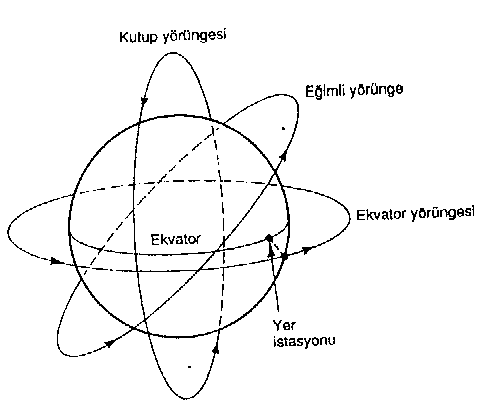 Kutup yörüngesi
Eğimli yörünge
Ekvator yörüngesi
Ekvator
Yer
istasyonu